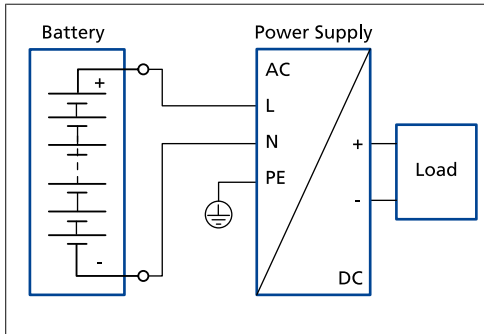 Battery
Power Supply
+
AC
L
N
PE
+
-
Load
-
DC